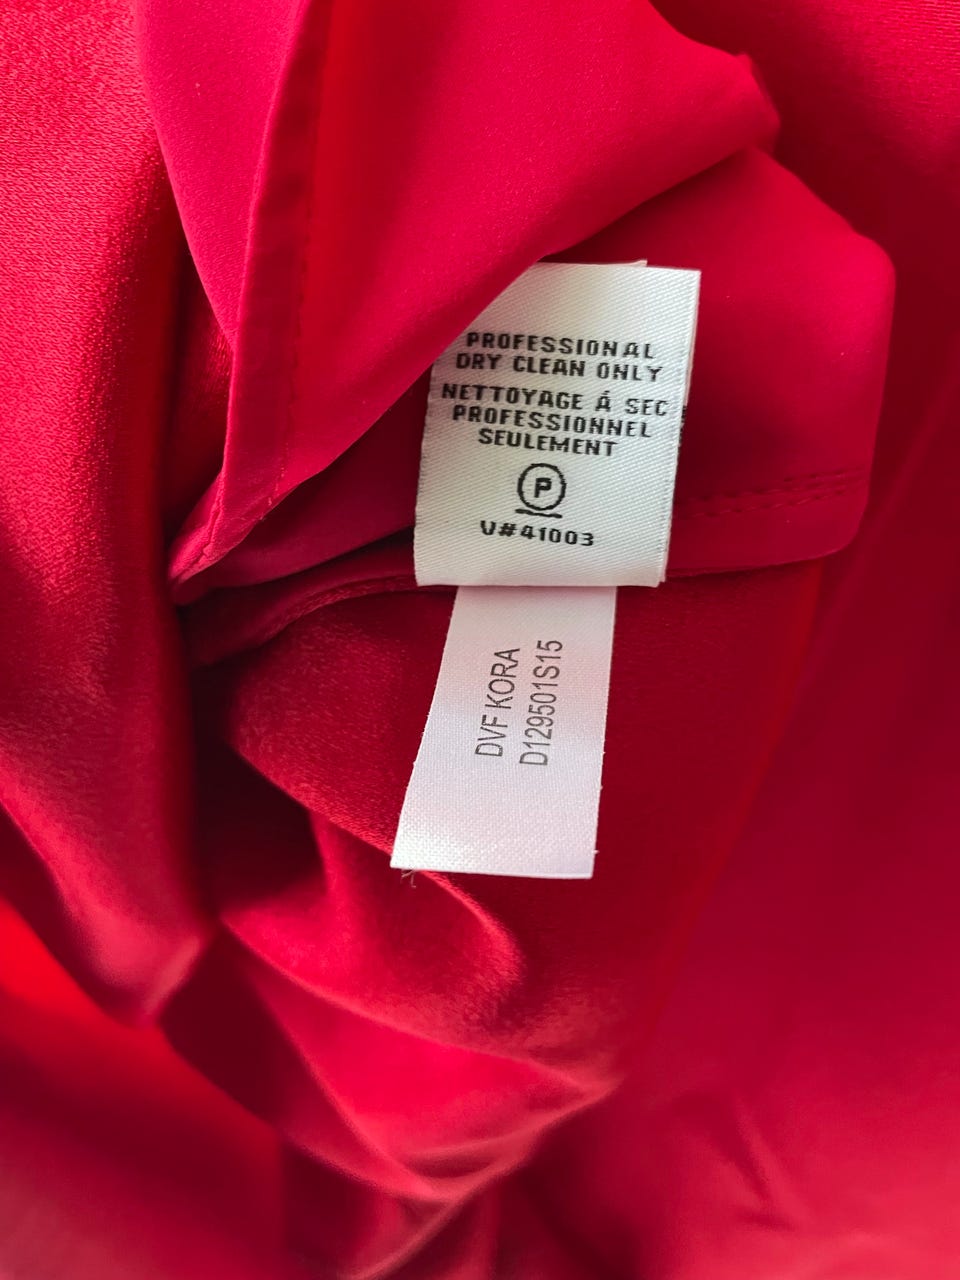 PROFESSIONAL
DRY CLEAN ONLY
NETTOYAGE Á SEC
PROFESSIONNEL
SEULEMENT
P
V#41003
DVF KORA
D129501S15